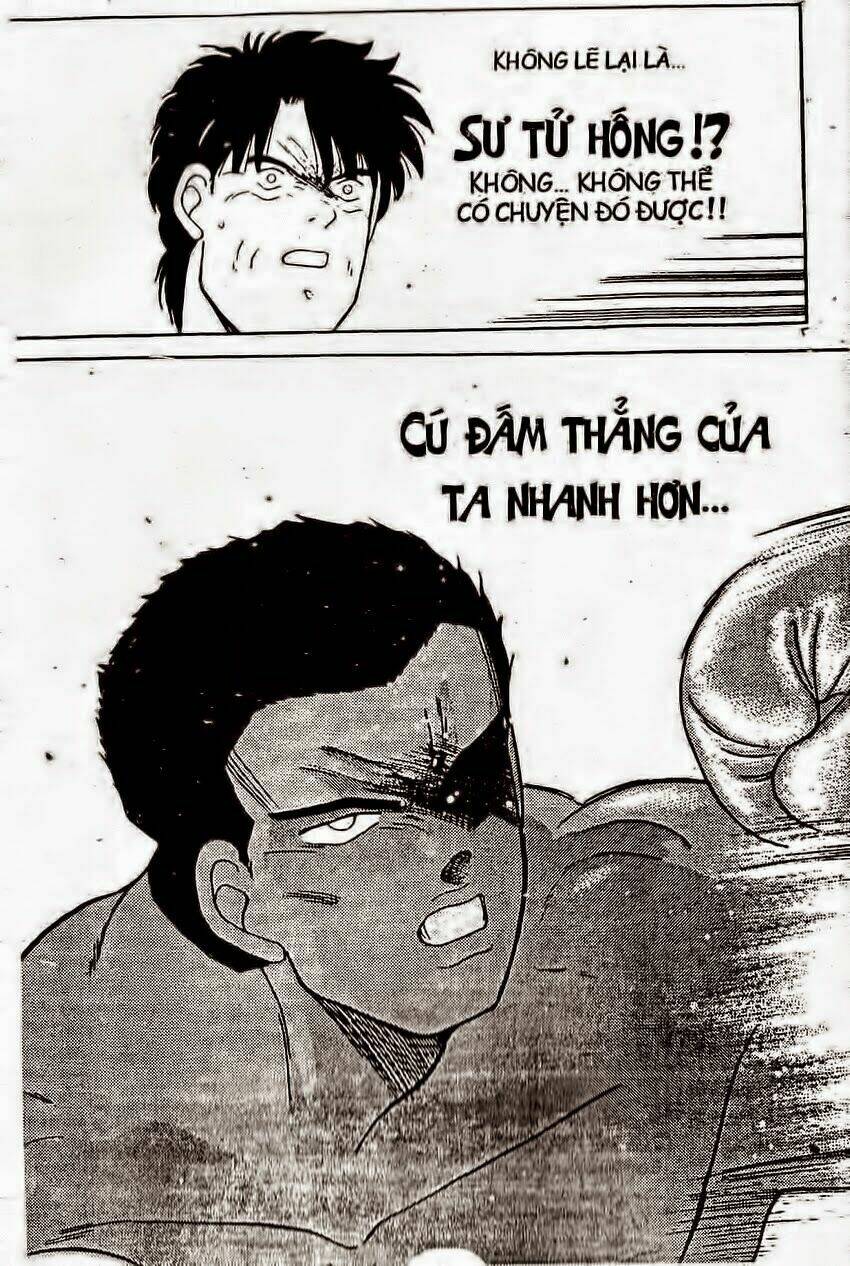 KHÔNG LẼ LẠI LÀ...
SƯ TỬ HỐNG!?
KHÔNG... KHÔNG THỂ
CÓ CHUYỆN ĐÓ ĐƯỢC!!
CÚ ĐẤM THẲNG CỦA
TA NHANH HƠN...